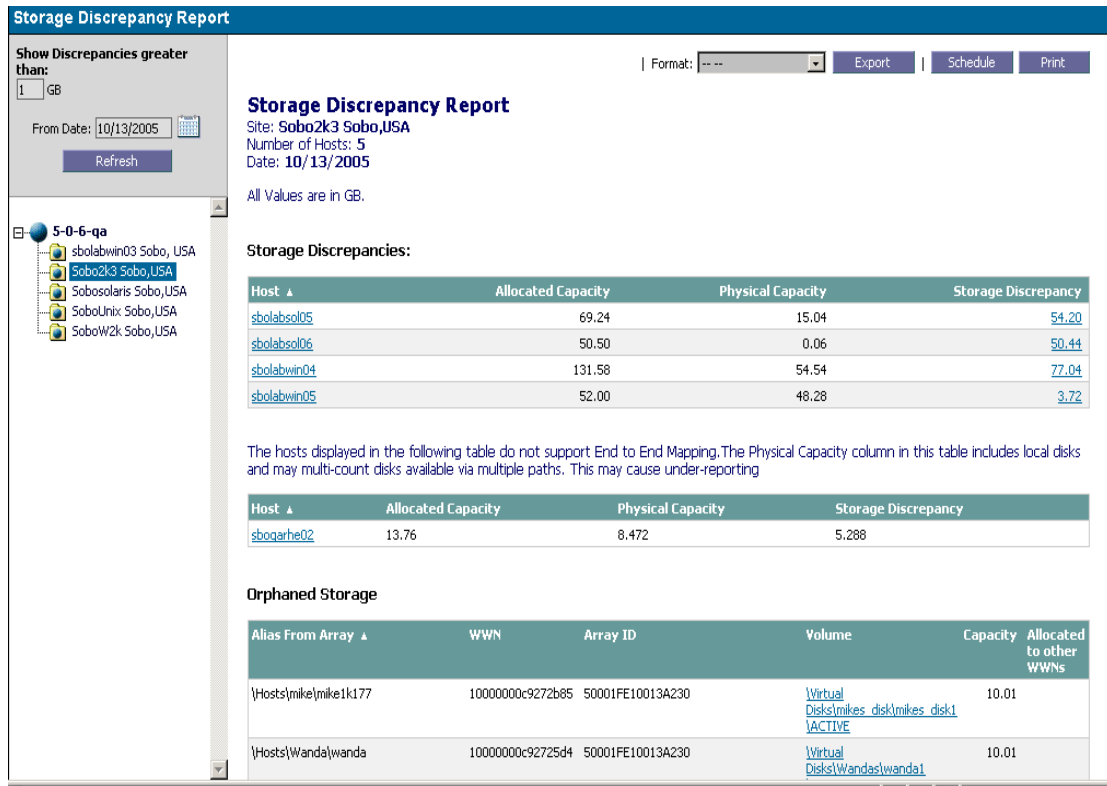 Storage Discrepancy Report
Show Discrepancies greater
than:
1 GB
From Date: 10/13/2005
Refresh
5-0-6-qa
sbolabwin03 Sobo, USA
Sobo2k3 Sobo,USA
Sobosolaris Sobo,USA
SoboUnix Sobo,USA
SoboW2k Sobo,USA
| Format: -- -- Export | Schedule Print
Storage Discrepancy Report
Site: Sobo2k3 Sobo,USA
Number of Hosts: 5
Date: 10/13/2005
All Values are in GB.
Storage Discrepancies:
Host Allocated Capacity Physical Capacity Storage Discrepancy
sbolabsol05 69.24 15.04 54.20
sbolabsol06 50.50 0.06 50.44
sbolabwin04 131.58 54.54 77.04
sbolabwin05 52.00 48.28 3.72
The hosts displayed in the following table do not support End to End Mapping.The Physical Capacity column in this table includes local disks
and may multi-count disks available via multiple paths. This may cause under-reporting
Host Allocated Capacity Physical Capacity Storage Discrepancy
sboqarhe02 13.76 8.472 5.288
Orphaned Storage
Alias From Array WWN Array ID Volume Capacity Allocated
to other
WWNs
\Hosts\mike\mike1k177 10000000c9272b85 50001FE10013A230 \Virtual 10.01
Disks\mikes_disk\mikes_disk1
\ACTIVE
\Hosts\Wanda\wanda 10000000c92725d4 50001FE10013A230 \Virtual 10.01
Disks\Wandas\wanda1